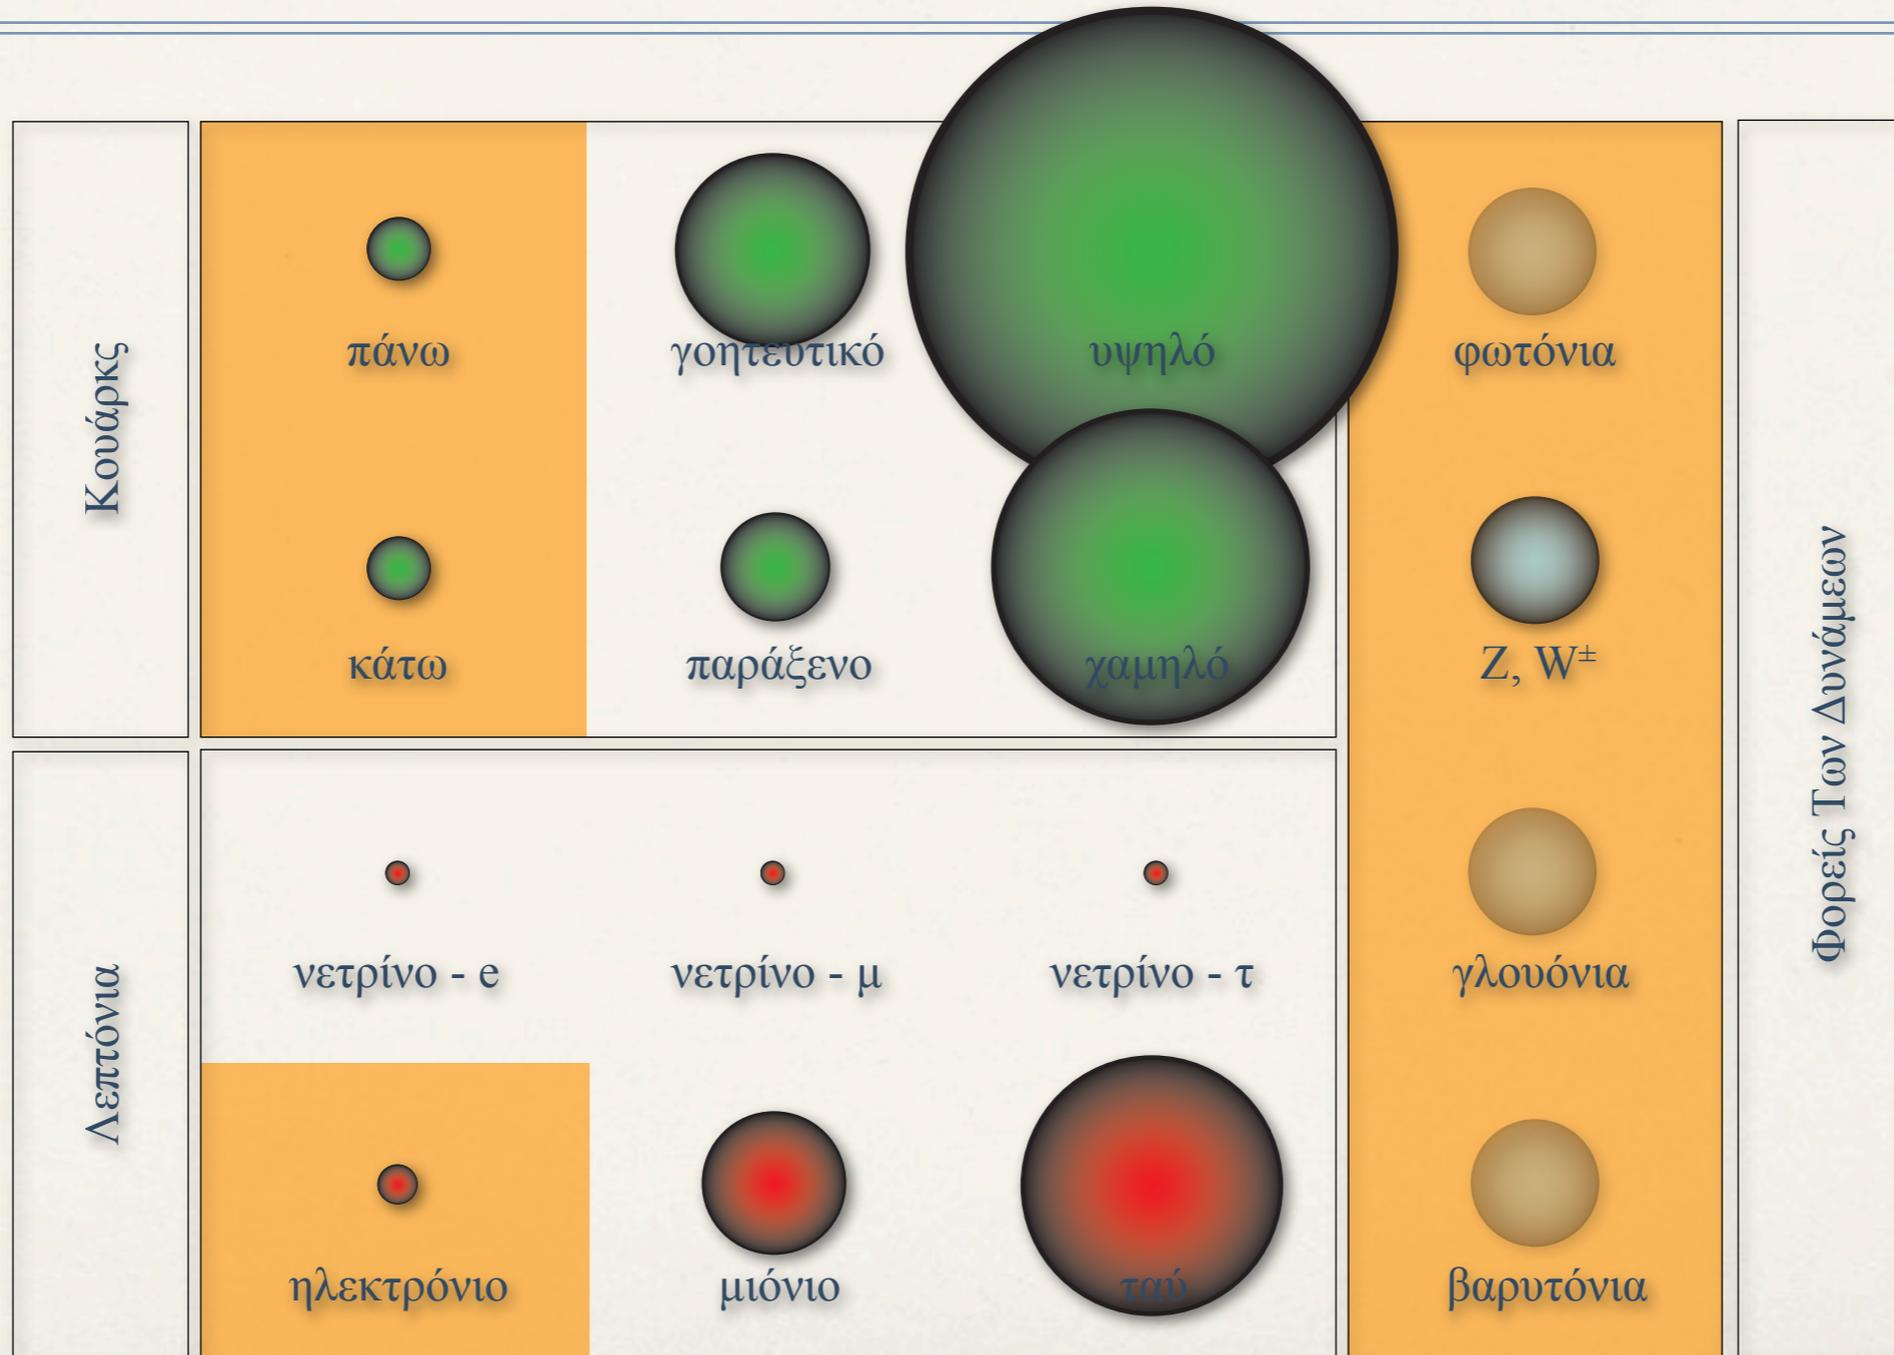 Κουάρκς
πάνω
γοητευτικό
υψηλό
φωτόνια
κάτω
παράξενο
χαμηλό
Z, W±
Φορείς Των Δυνάμεων
Λεπτόνια
νετρίνο - e
νετρίνο - μ
νετρίνο - τ
γλουόνια
ηλεκτρόνιο
μιόνιο
ταύ
βαρυτόνια